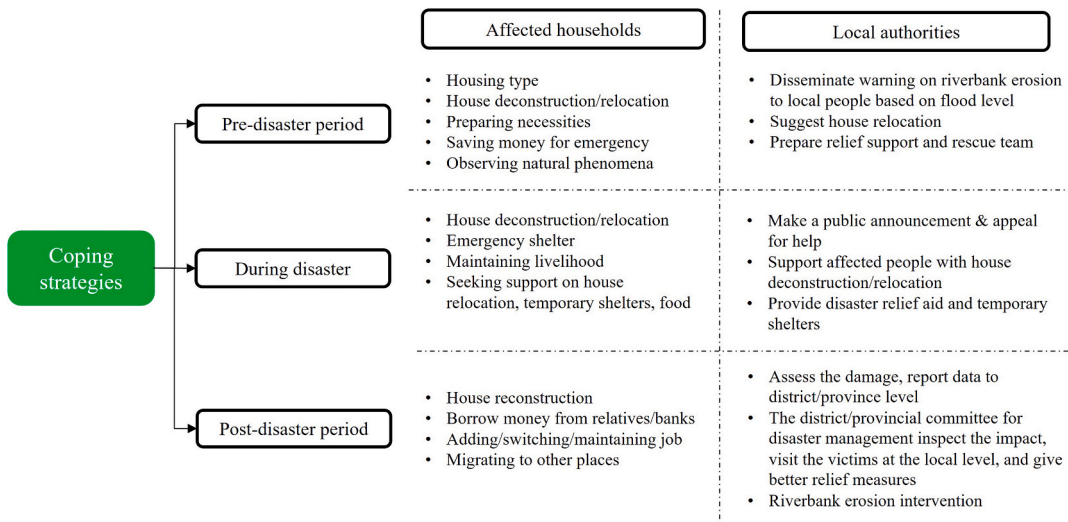 Affected households
Local authorities
Coping
strategies
Pre-disaster period
• Housing type
• House deconstruction/relocation
• Preparing necessities
• Saving money for emergency
• Observing natural phenomena
• Disseminate warning on riverbank erosion
to local people based on flood level
• Suggest house relocation
• Prepare relief support and rescue team
During disaster
• House deconstruction/relocation
• Emergency shelter
• Maintaining livelihood
• Seeking support on house
relocation, temporary shelters, food
• Make a public announcement & appeal
for help
• Support affected people with house
deconstruction/relocation
• Provide disaster relief aid and temporary
shelters
Post-disaster period
• House reconstruction
• Borrow money from relatives/banks
• Adding/switching/maintaining job
• Migrating to other places
• Assess the damage, report data to
district/province level
• The district/provincial committee for
disaster management inspect the impact,
visit the victims at the local level, and give
better relief measures
• Riverbank erosion intervention